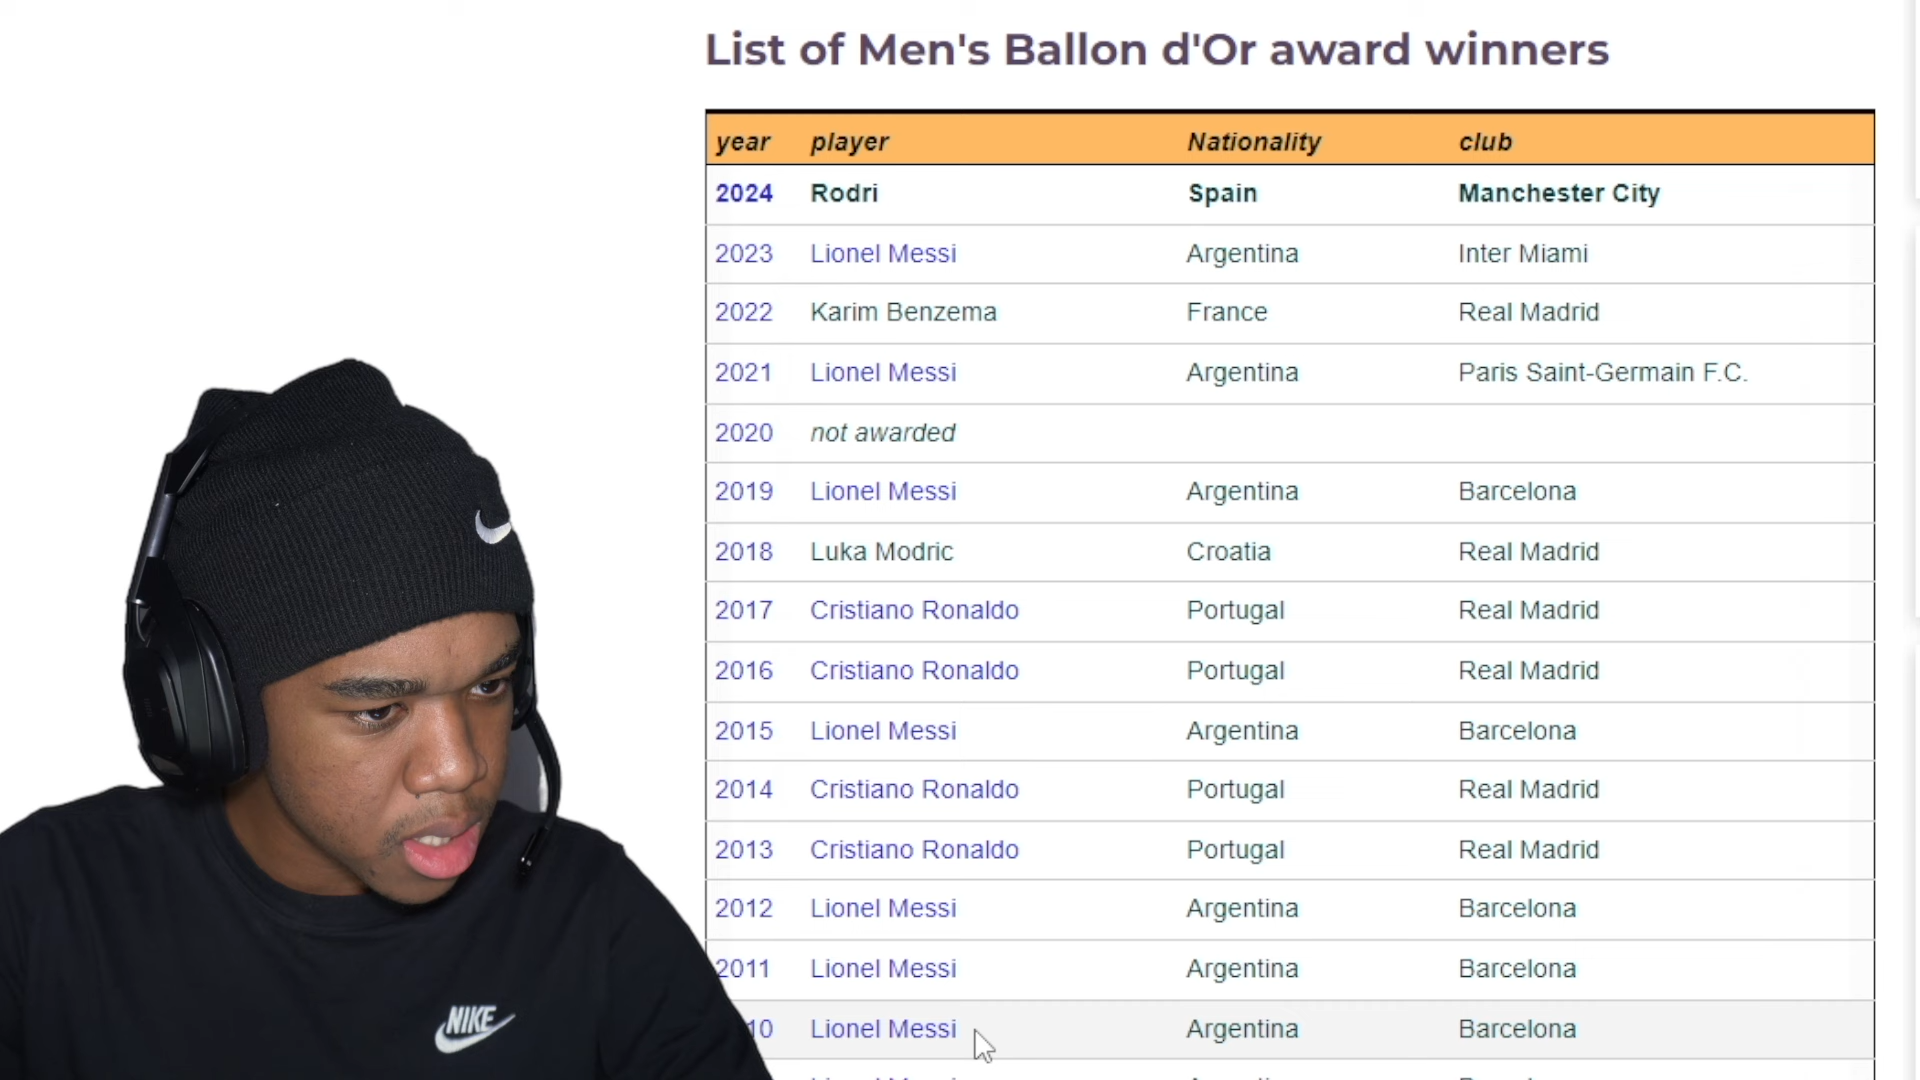 List of Men's Ballon d'Or award winners
year player Nationality club
2024 Rodri Spain Manchester City
2023 Lionel Messi Argentina Inter Miami
2022 Karim Benzema France Real Madrid
2021 Lionel Messi Argentina Paris Saint-Germain F.C.
2020 not awarded
2019 Lionel Messi Argentina Barcelona
2018 Luka Modric Croatia Real Madrid
2017 Cristiano Ronaldo Portugal Real Madrid
2016 Cristiano Ronaldo Portugal Real Madrid
2015 Lionel Messi Argentina Barcelona
2014 Cristiano Ronaldo Portugal Real Madrid
2013 Cristiano Ronaldo Portugal Real Madrid
2012 Lionel Messi Argentina Barcelona
2011 Lionel Messi Argentina Barcelona
10 Lionel Messi Argentina Barcelona
NIKE